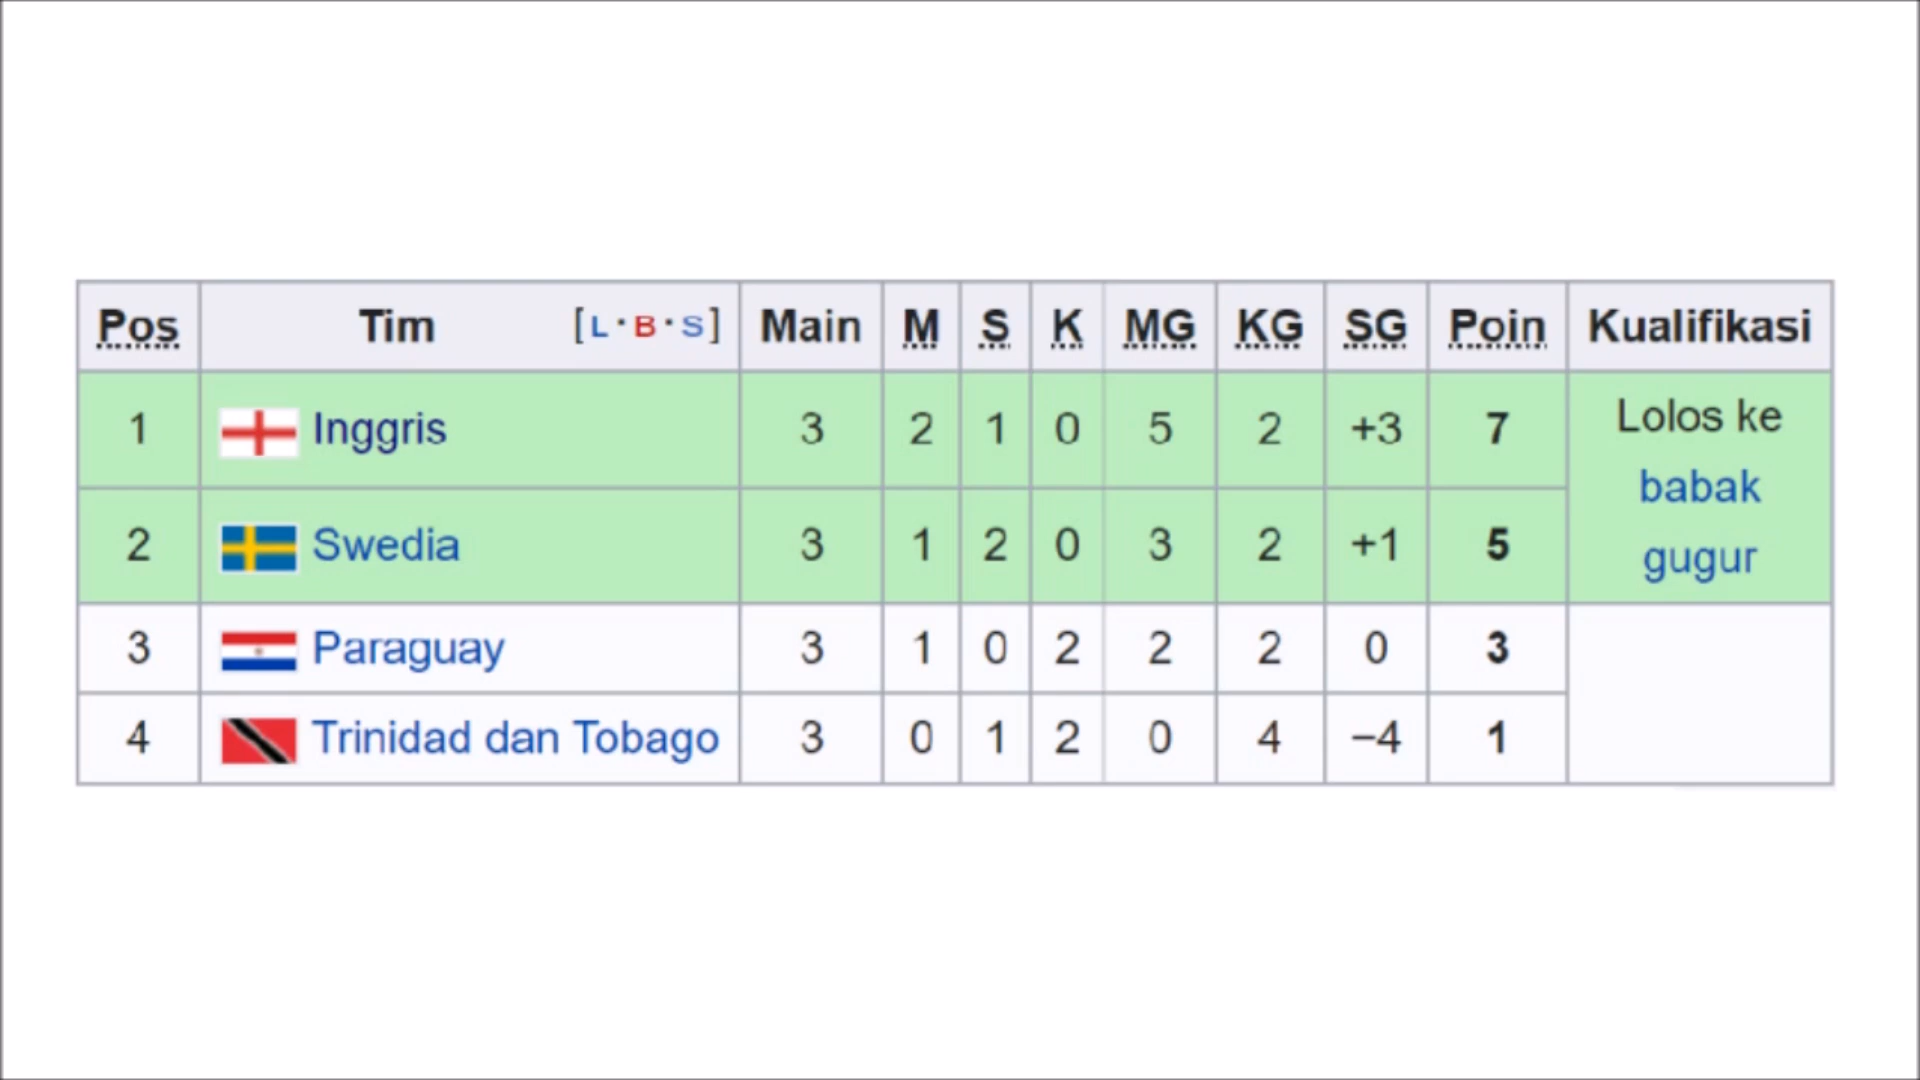 Pos Tim [L·B·S] Main M S K MG KG SG Poin Kualifikasi
1 Inggris 3 2 1 0 5 2 +3 7 Lolos ke
babak
2 Swedia 3 1 2 0 3 2 +1 5 gugur
3 Paraguay 3 1 0 2 2 2 0 3
4 Trinidad dan Tobago 3 0 1 2 0 4 −4 1